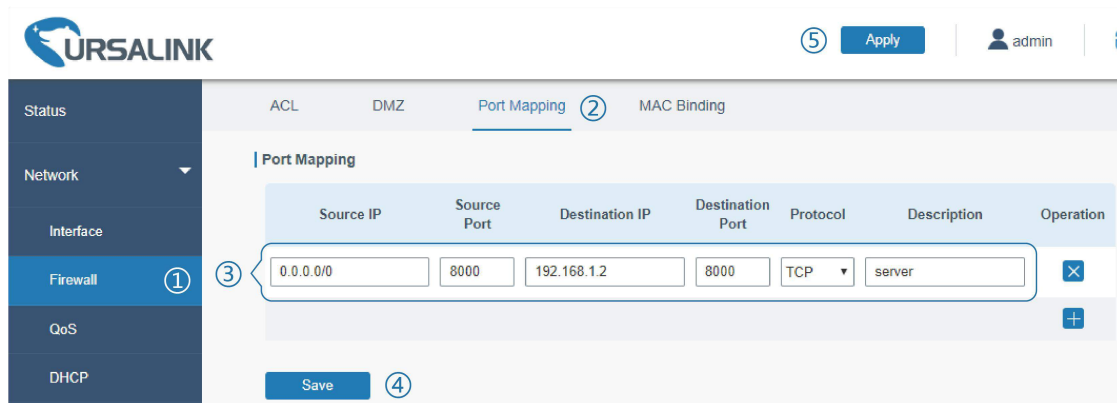 URSALINK
⑤ Apply admin
Status
ACL DMZ Port Mapping ② MAC Binding
Port Mapping
Network
Source IP Source Port Destination IP Destination Port Protocol Description Operation
Interface
③ 0.0.0.0/0 8000 192.168.1.2 8000 TCP server
Firewall ①
QoS
DHCP
Save ④